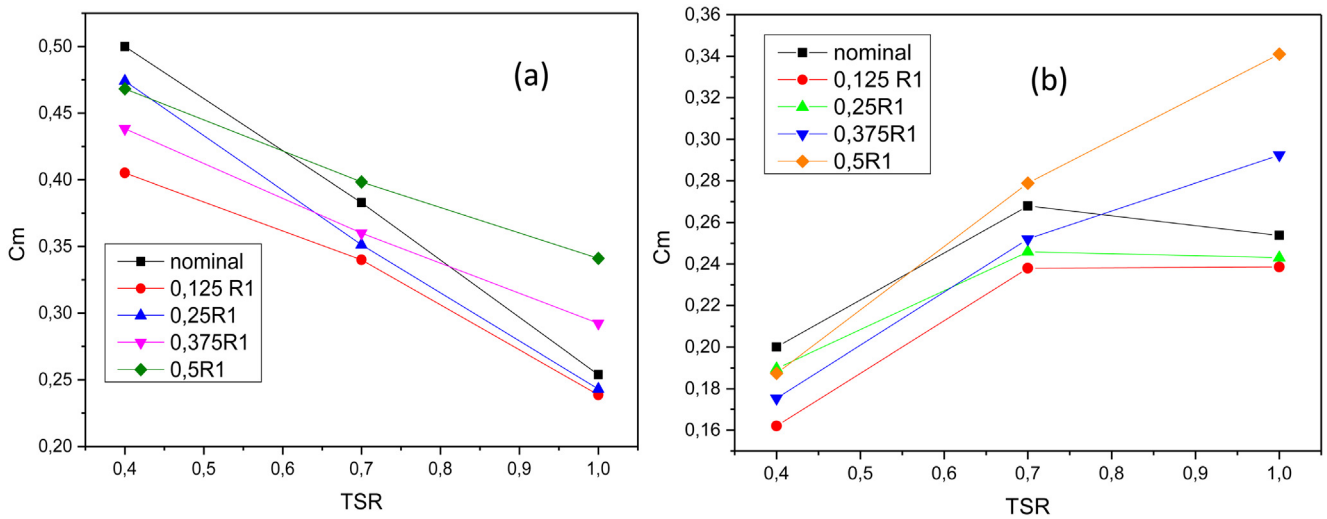 (a)
Cm
0,50
0,45
0,40
0,35
0,30
0,25
0,20
nominal
0,125 R1
0,25R1
0,375R1
0,5R1
0,4 0,5 0,6 0,7 0,8 0,9 1,0
TSR
(b)
Cm
0,36
0,34
0,32
0,30
0,28
0,26
0,24
0,22
0,20
0,18
0,16
nominal
0,125 R1
0,25R1
0,375R1
0,5R1
0,4 0,5 0,6 0,7 0,8 0,9 1,0
TSR